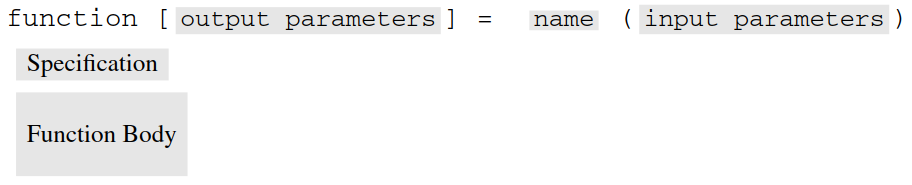 function [ output parameters ] = name ( input parameters )
Specification
Function Body